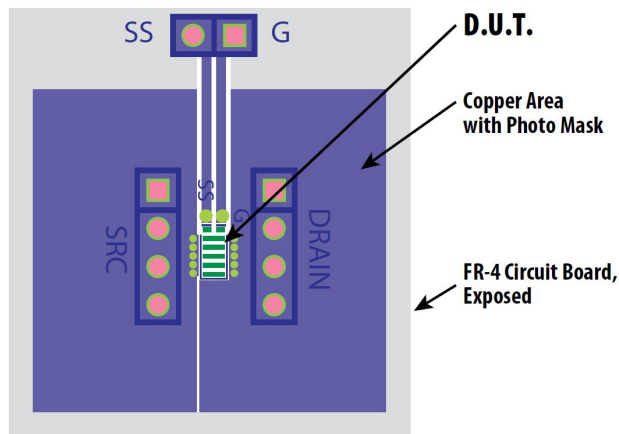 SS
G
D.U.T.
Copper Area
with Photo Mask
SS
G
SRC
DRAIN
FR-4 Circuit Board,
Exposed